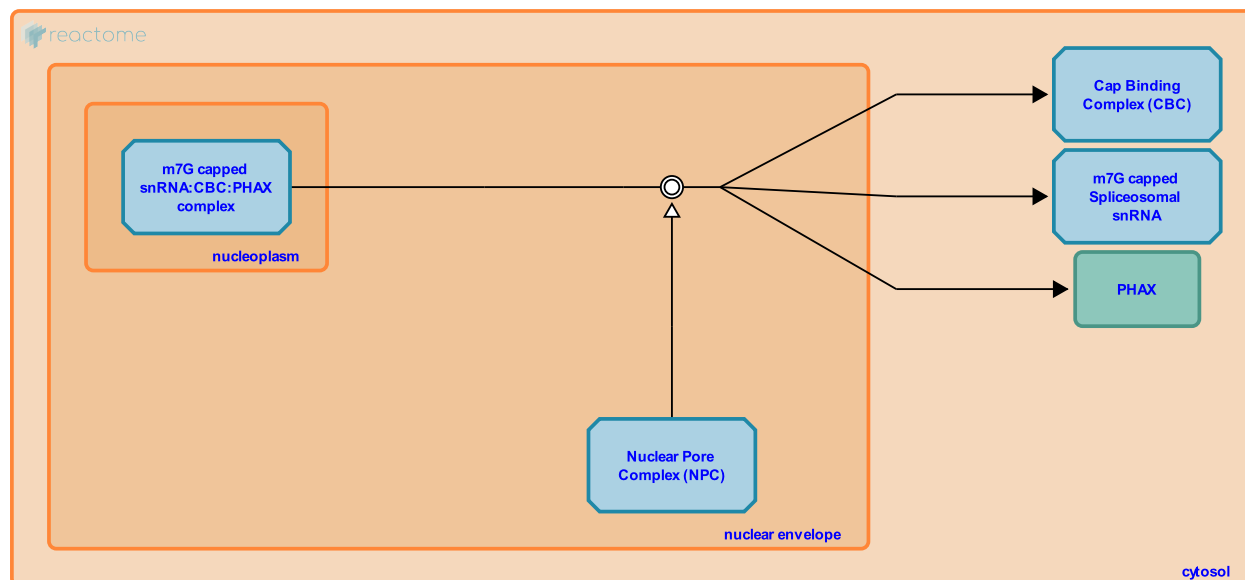 reactome
Cap Binding
Complex (CBC)
m7G capped
snRNA:CBC:PHAX
complex
m7G capped
Spliceosomal
snRNA
nucleoplasm
PHAX
Nuclear Pore
Complex (NPC)
nuclear envelope
cytosol